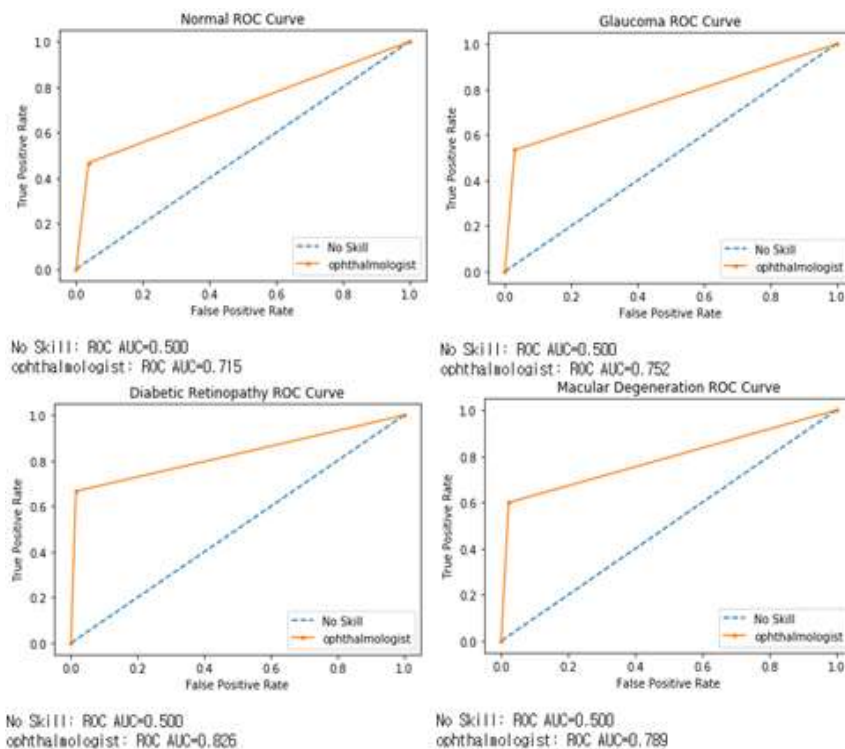 Normal ROC Curve
True Positive Rate
1.0
0.8
0.6
0.4
0.2
0.0
No Skill
ophthalmologist
0.0 0.2 0.4 0.6 0.8 1.0
False Positive Rate
No Skill: ROC AUC=0.500
ophthalmologist: ROC AUC=0.715
Glaucoma ROC Curve
True Positive Rate
1.0
0.8
0.6
0.4
0.2
0.0
No Skill
ophthalmologist
0.0 0.2 0.4 0.6 0.8 1.0
False Positive Rate
No Skill: ROC AUC=0.500
ophthalmologist: ROC AUC=0.752
Diabetic Retinopathy ROC Curve
True Positive Rate
1.0
0.8
0.6
0.4
0.2
0.0
No Skill
ophthalmologist
0.0 0.2 0.4 0.6 0.8 1.0
False Positive Rate
No Skill: ROC AUC=0.500
ophthalmologist: ROC AUC=0.826
Macular Degeneration ROC Curve
True Positive Rate
1.0
0.8
0.6
0.4
0.2
0.0
No Skill
ophthalmologist
0.0 0.2 0.4 0.6 0.8 1.0
False Positive Rate
No Skill: ROC AUC=0.500
ophthalmologist: ROC AUC=0.789